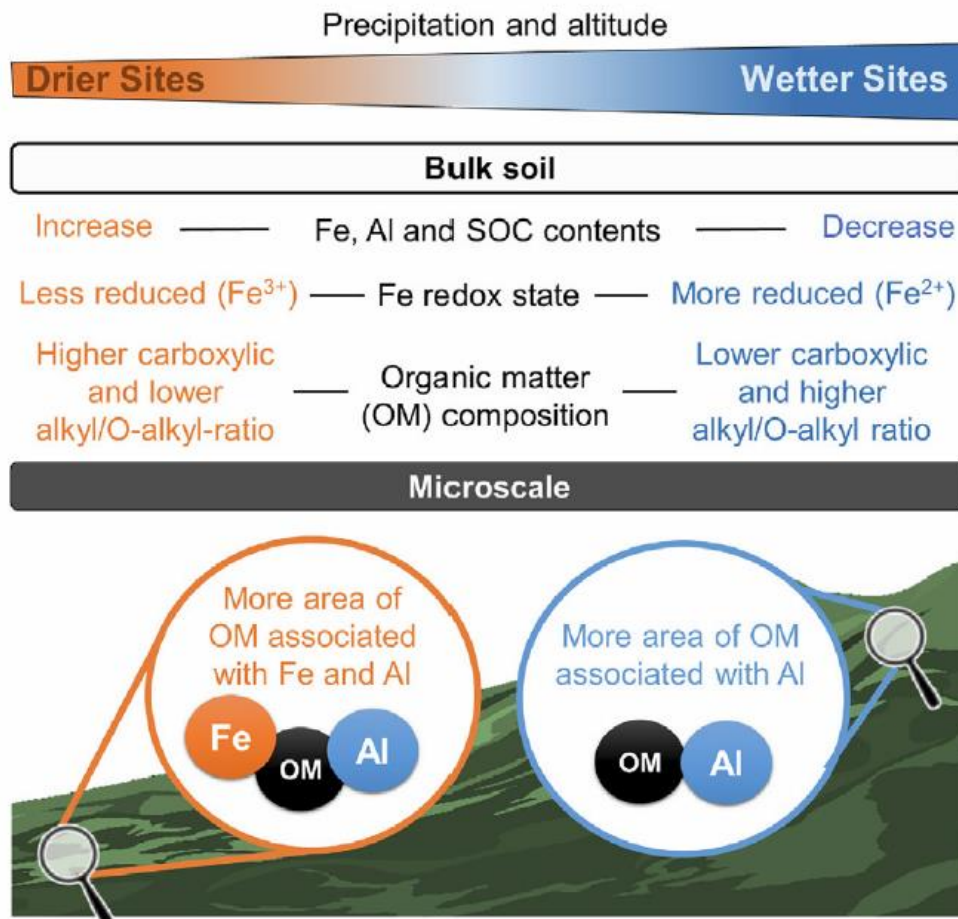 Precipitation and altitude
Drier Sites Wetter Sites
Bulk soil
Increase — Fe, Al and SOC contents — Decrease
Less reduced (Fe³⁺) — Fe redox state — More reduced (Fe²⁺)
Higher carboxylic
and lower
alkyl/O-alkyl-ratio
Organic matter
(OM) composition
Lower carboxylic
and higher
alkyl/O-alkyl ratio
Microscale
More area of
OM associated
with Fe and Al
Fe
OM
Al
More area of OM
associated with Al
OM
Al